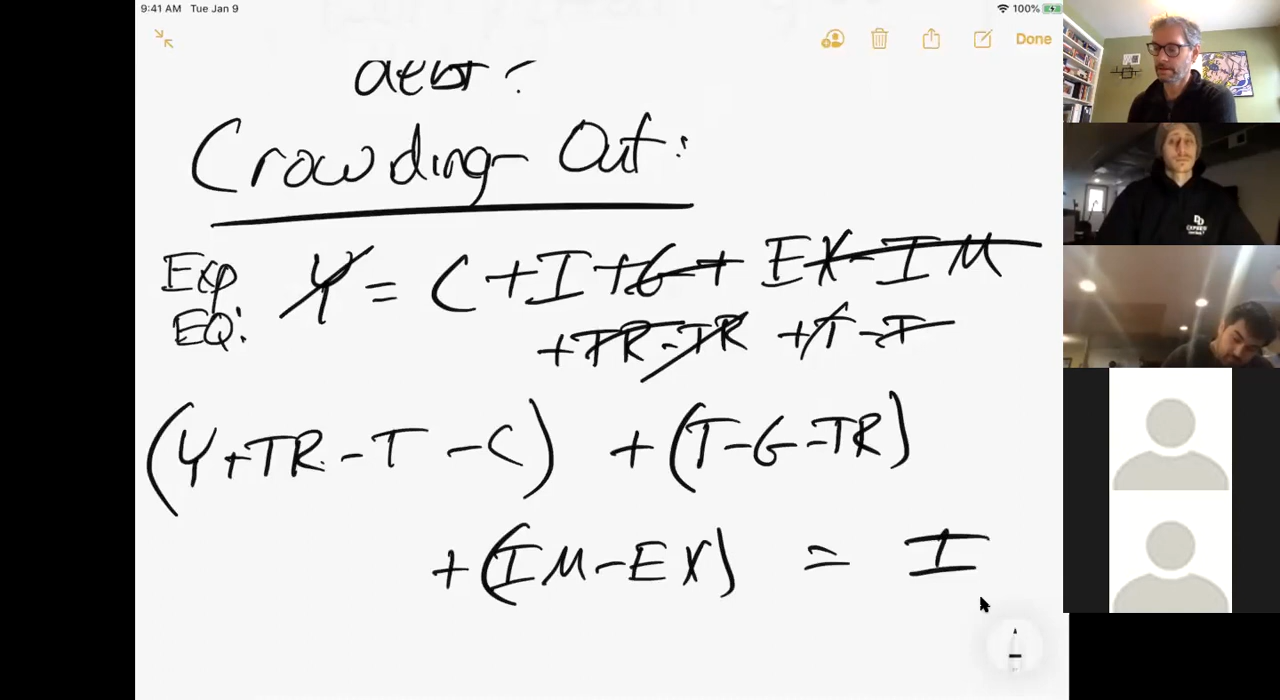 9:41 AM Tue Jan 9
100%
Done
debt?
Crowding-Out:
Exp Y = C + I + G + EX - IM
EQ: + TR - TR + T - T
(Y + TR - T - C) + (T - G - TR)
+ (IM - EX) = I